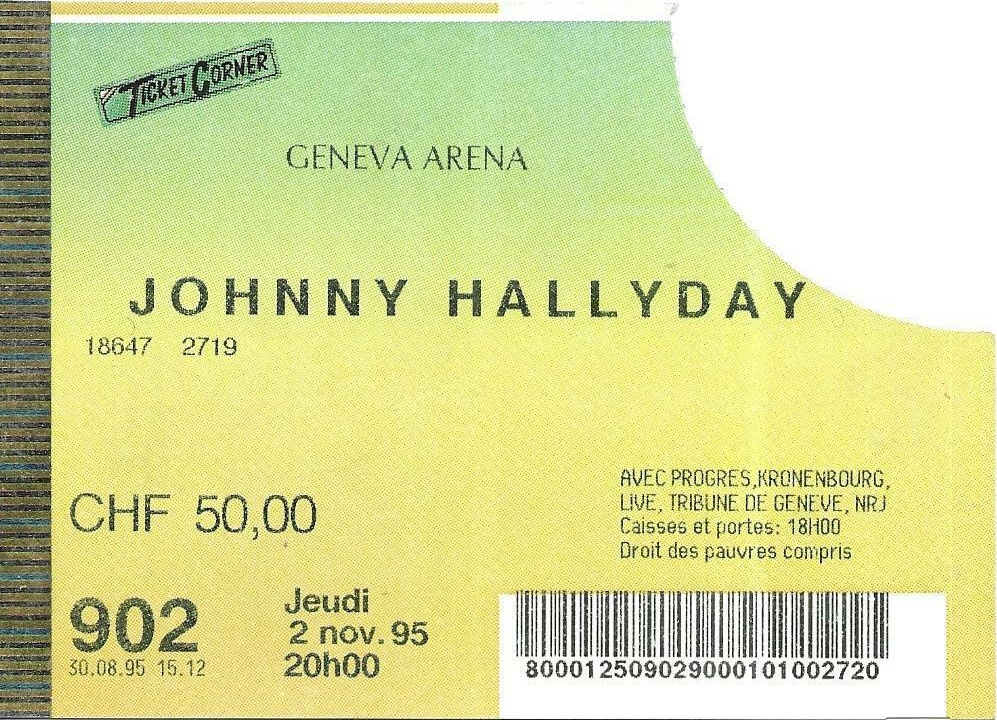 TICKET CORNER
GENEVA ARENA
JOHNNY HALLYDAY
18647 2719
CHF 50,00
AVEC PROGRES,KRONENBOURG,
LIVE, TRIBUNE DE GENEVE, NRJ
Caisses et portes: 18H00
Droit des pauvres compris
902
30.08.95 15.12
Jeudi
2 nov. 95
20h00
800012509029000101002720